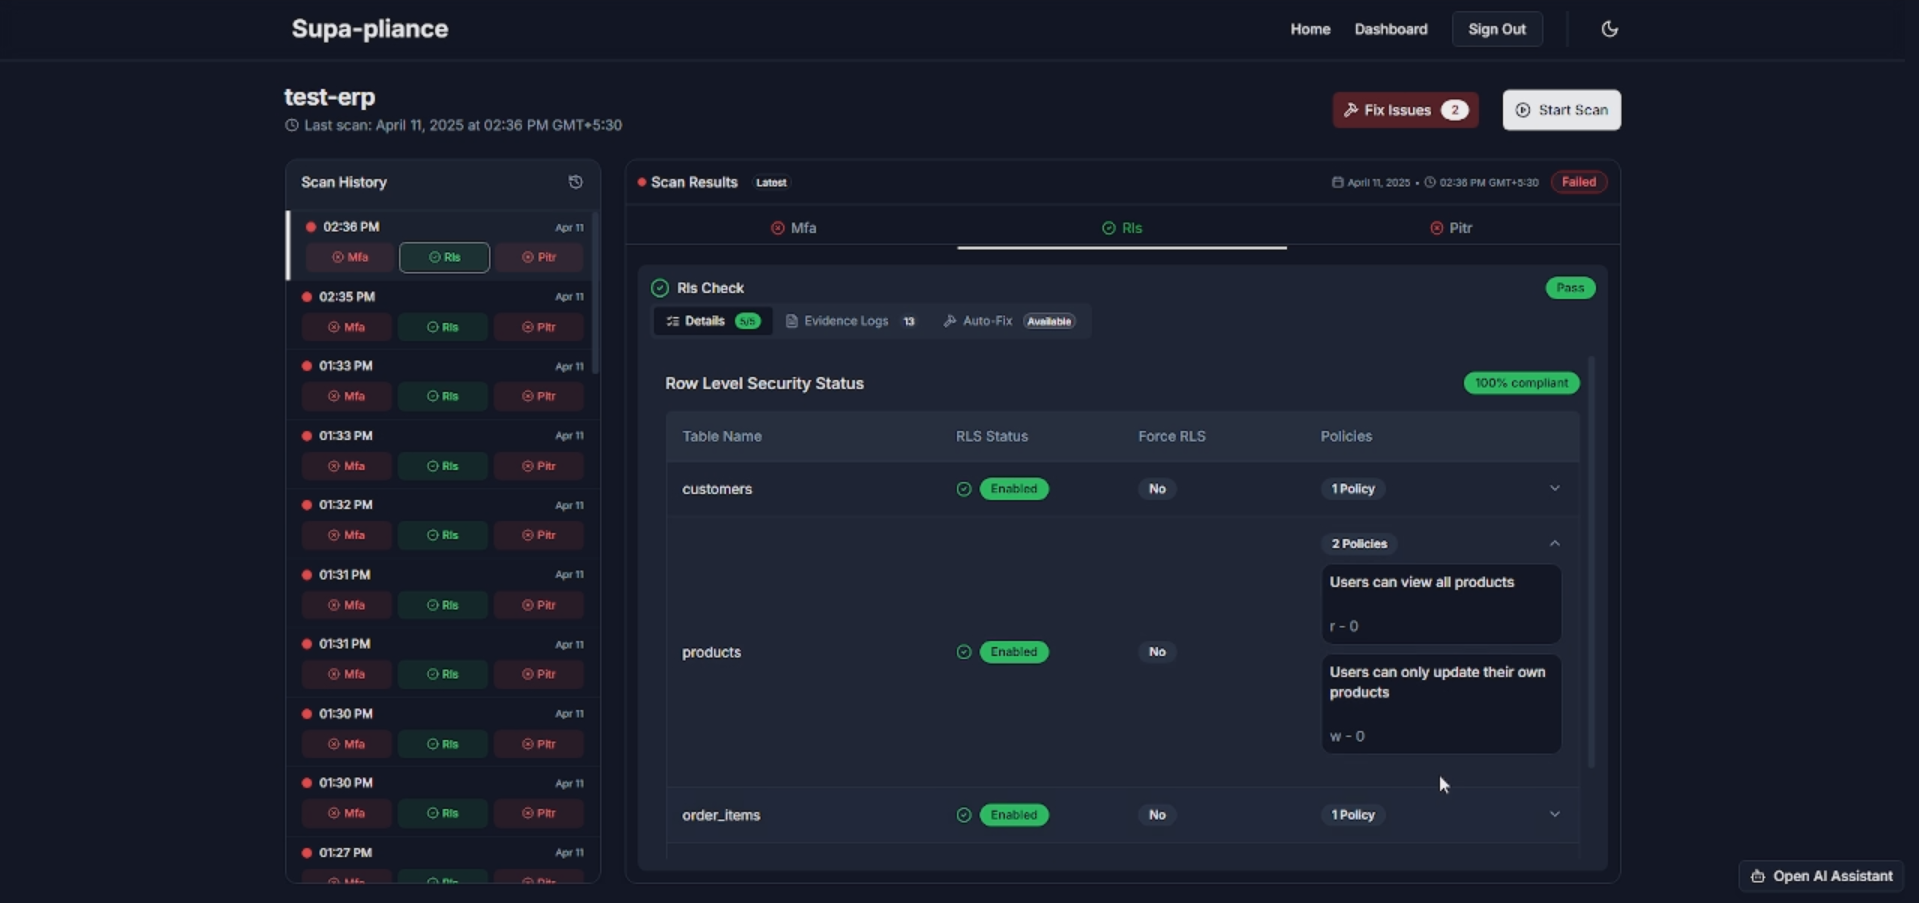 Supa-pliance
Home Dashboard Sign Out
test-erp
Last scan: April 11, 2025 at 02:36 PM GMT+5:30
Fix Issues 2
Start Scan
Scan History
02:36 PM Apr 11
Mfa Rls Pitr
02:35 PM Apr 11
Mfa Rls Pitr
01:33 PM Apr 11
Mfa Rls Pitr
01:33 PM Apr 11
Mfa Rls Pitr
01:32 PM Apr 11
Mfa Rls Pitr
01:31 PM Apr 11
Mfa Rls Pitr
01:31 PM Apr 11
Mfa Rls Pitr
01:30 PM Apr 11
Mfa Rls Pitr
01:30 PM Apr 11
Mfa Rls Pitr
01:27 PM Apr 11
Mfa Rls Pitr
Scan Results Latest
April 11, 2025 • 02:36 PM GMT+5:30 Failed
Mfa Rls Pitr
Rls Check Pass
Details 5/5 Evidence Logs 13 Auto-Fix Available
Row Level Security Status 100% compliant
Table Name RLS Status Force RLS Policies
customers Enabled No 1 Policy
2 Policies
Users can view all products
r - 0
products Enabled No
Users can only update their own
products
w - 0
order_items Enabled No 1 Policy
Open AI Assistant